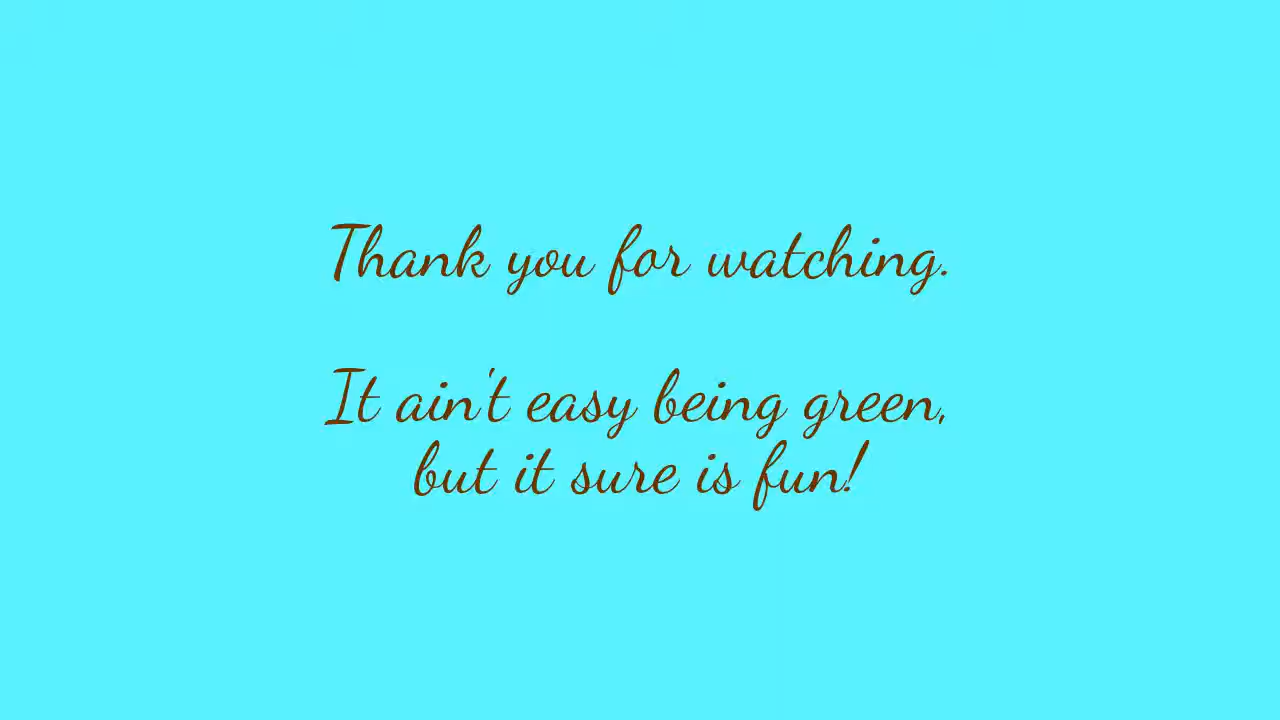 Thank you for watching.
It ain't easy being green,
but it sure is fun!